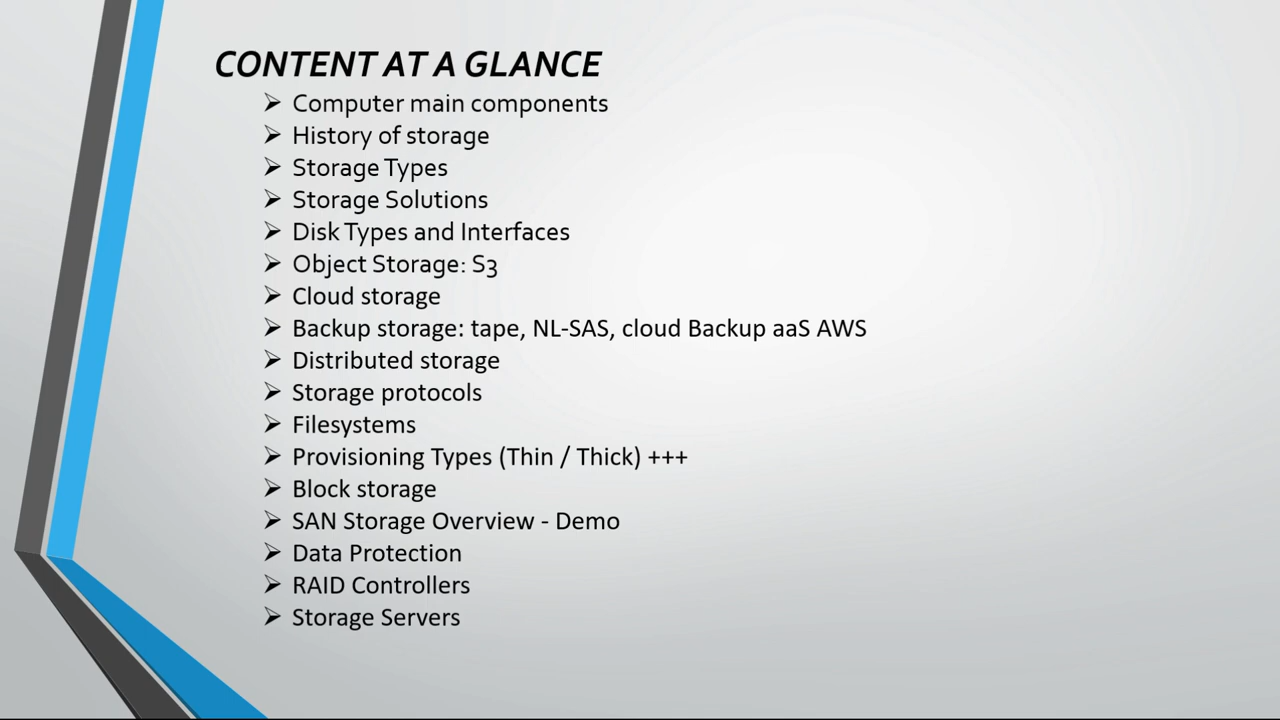 CONTENT AT A GLANCE
➢ Computer main components
➢ History of storage
➢ Storage Types
➢ Storage Solutions
➢ Disk Types and Interfaces
➢ Object Storage: S3
➢ Cloud storage
➢ Backup storage: tape, NL-SAS, cloud Backup aaS AWS
➢ Distributed storage
➢ Storage protocols
➢ Filesystems
➢ Provisioning Types (Thin / Thick) +++
➢ Block storage
➢ SAN Storage Overview - Demo
➢ Data Protection
➢ RAID Controllers
➢ Storage Servers